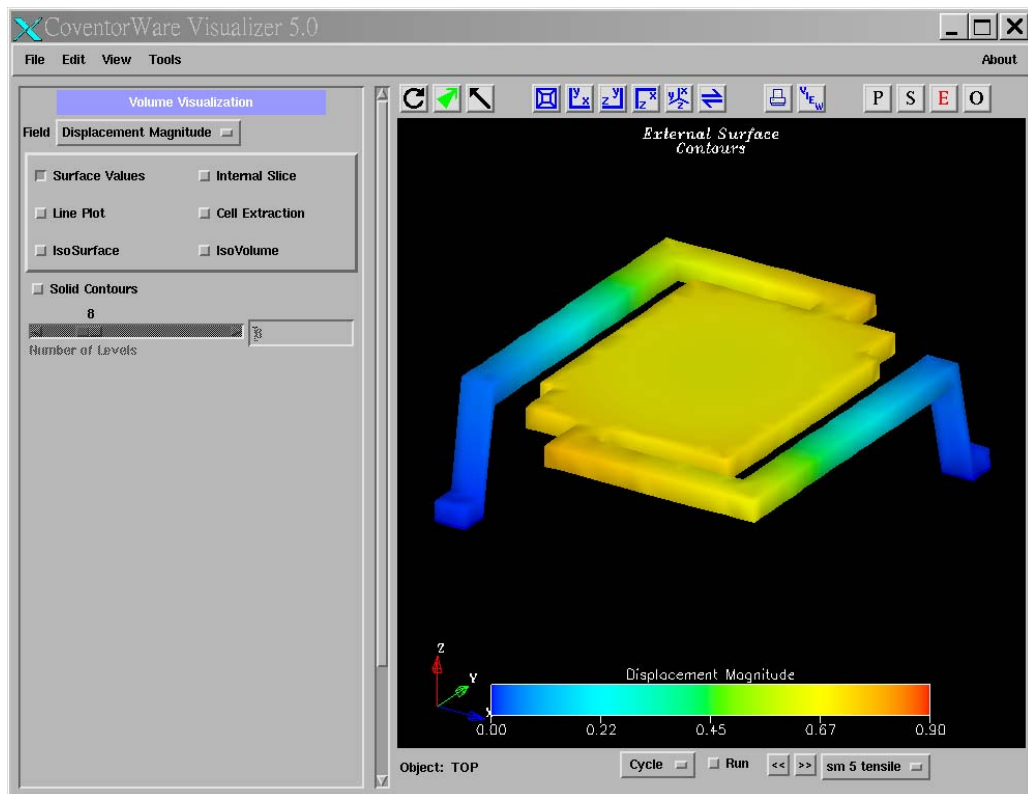 CoventorWare Visualizer 5.0
File Edit View Tools About
Volume Visualization
Field Displacement Magnitude
Surface Values Internal Slice
Line Plot Cell Extraction
IsoSurface IsoVolume
Solid Contours
8
Number of Levels
y x z y z x y x z VIEW P S E O
External Surface
Contours
Z
Y
X
Displacement Magnitude
0.00 0.22 0.45 0.67 0.90
Object: TOP Cycle Run << >> sm 5 tensile